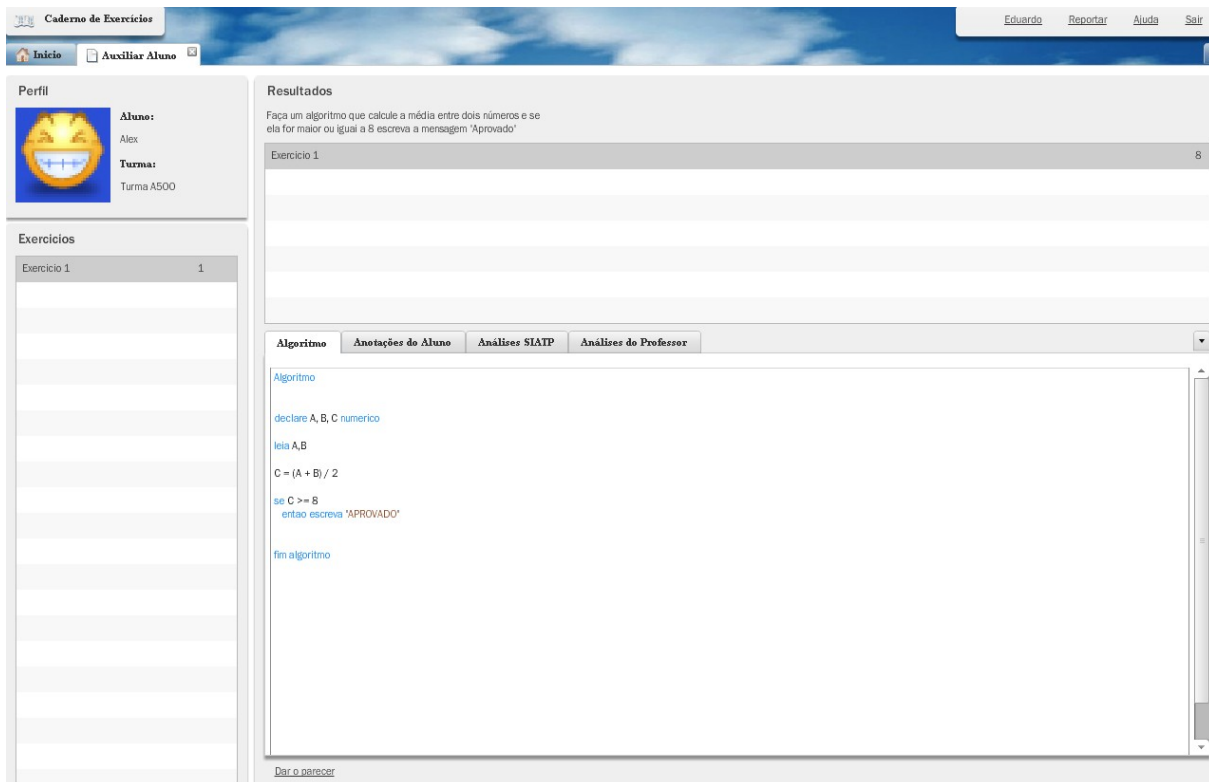 Caderno de Exercícios
Eduardo Reportar Ajuda Sair
Inicio Auxiliar Aluno
Perfil
Aluno:
Alex
Turma:
Turma A500
Exercicios
Exercicio 1 1
Resultados
Faça um algoritmo que calcule a média entre dois números e se
ela for maior ou igual a 8 escreva a mensagem 'Aprovado'
Exercicio 1 8
Algoritmo Anotações do Aluno Análises SIATP Análises do Professor
Algoritmo
declare A, B, C numerico
leia A,B
C = (A + B) / 2
se C >= 8
entao escreva "APROVADO"
fim algoritmo
Dar o parecer